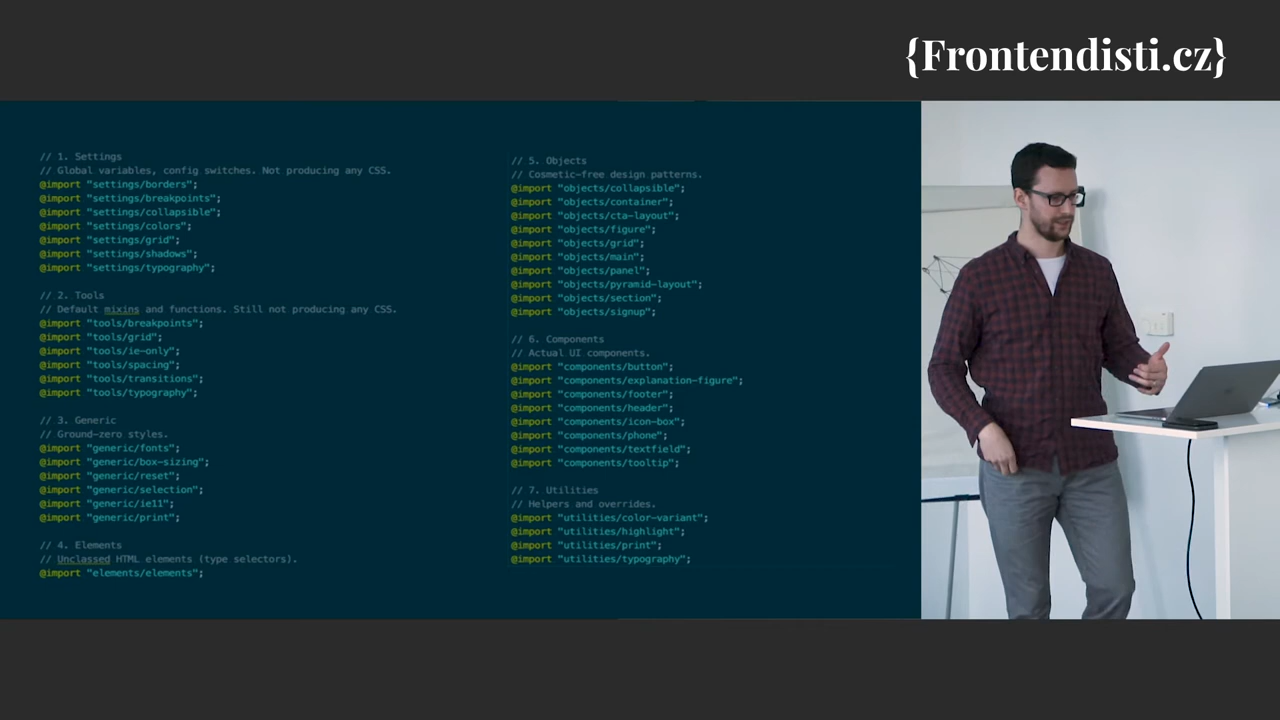 {Frontendisti.cz}
// 1. Settings
// Global variables, config switches. Not producing any CSS.
@import "settings/borders";
@import "settings/breakpoints";
@import "settings/collapsible";
@import "settings/colors";
@import "settings/grid";
@import "settings/shadows";
@import "settings/typography";
// 2. Tools
// Default mixins and functions. Still not producing any CSS.
@import "tools/breakpoints";
@import "tools/grid";
@import "tools/ie-only";
@import "tools/spacing";
@import "tools/transitions";
@import "tools/typography";
// 3. Generic
// Ground-zero styles.
@import "generic/fonts";
@import "generic/box-sizing";
@import "generic/reset";
@import "generic/selection";
@import "generic/ie11";
@import "generic/print";
// 4. Elements
// Unclassed HTML elements (type selectors).
@import "elements/elements";
// 5. Objects
// Cosmetic-free design patterns.
@import "objects/collapsible";
@import "objects/container";
@import "objects/cta-layout";
@import "objects/figure";
@import "objects/grid";
@import "objects/main";
@import "objects/panel";
@import "objects/pyramid-layout";
@import "objects/section";
@import "objects/signup";
// 6. Components
// Actual UI components.
@import "components/button";
@import "components/explanation-figure";
@import "components/footer";
@import "components/header";
@import "components/icon-box";
@import "components/phone";
@import "components/textfield";
@import "components/tooltip";
// 7. Utilities
// Helpers and overrides.
@import "utilities/color-variant";
@import "utilities/highlight";
@import "utilities/print";
@import "utilities/typography";